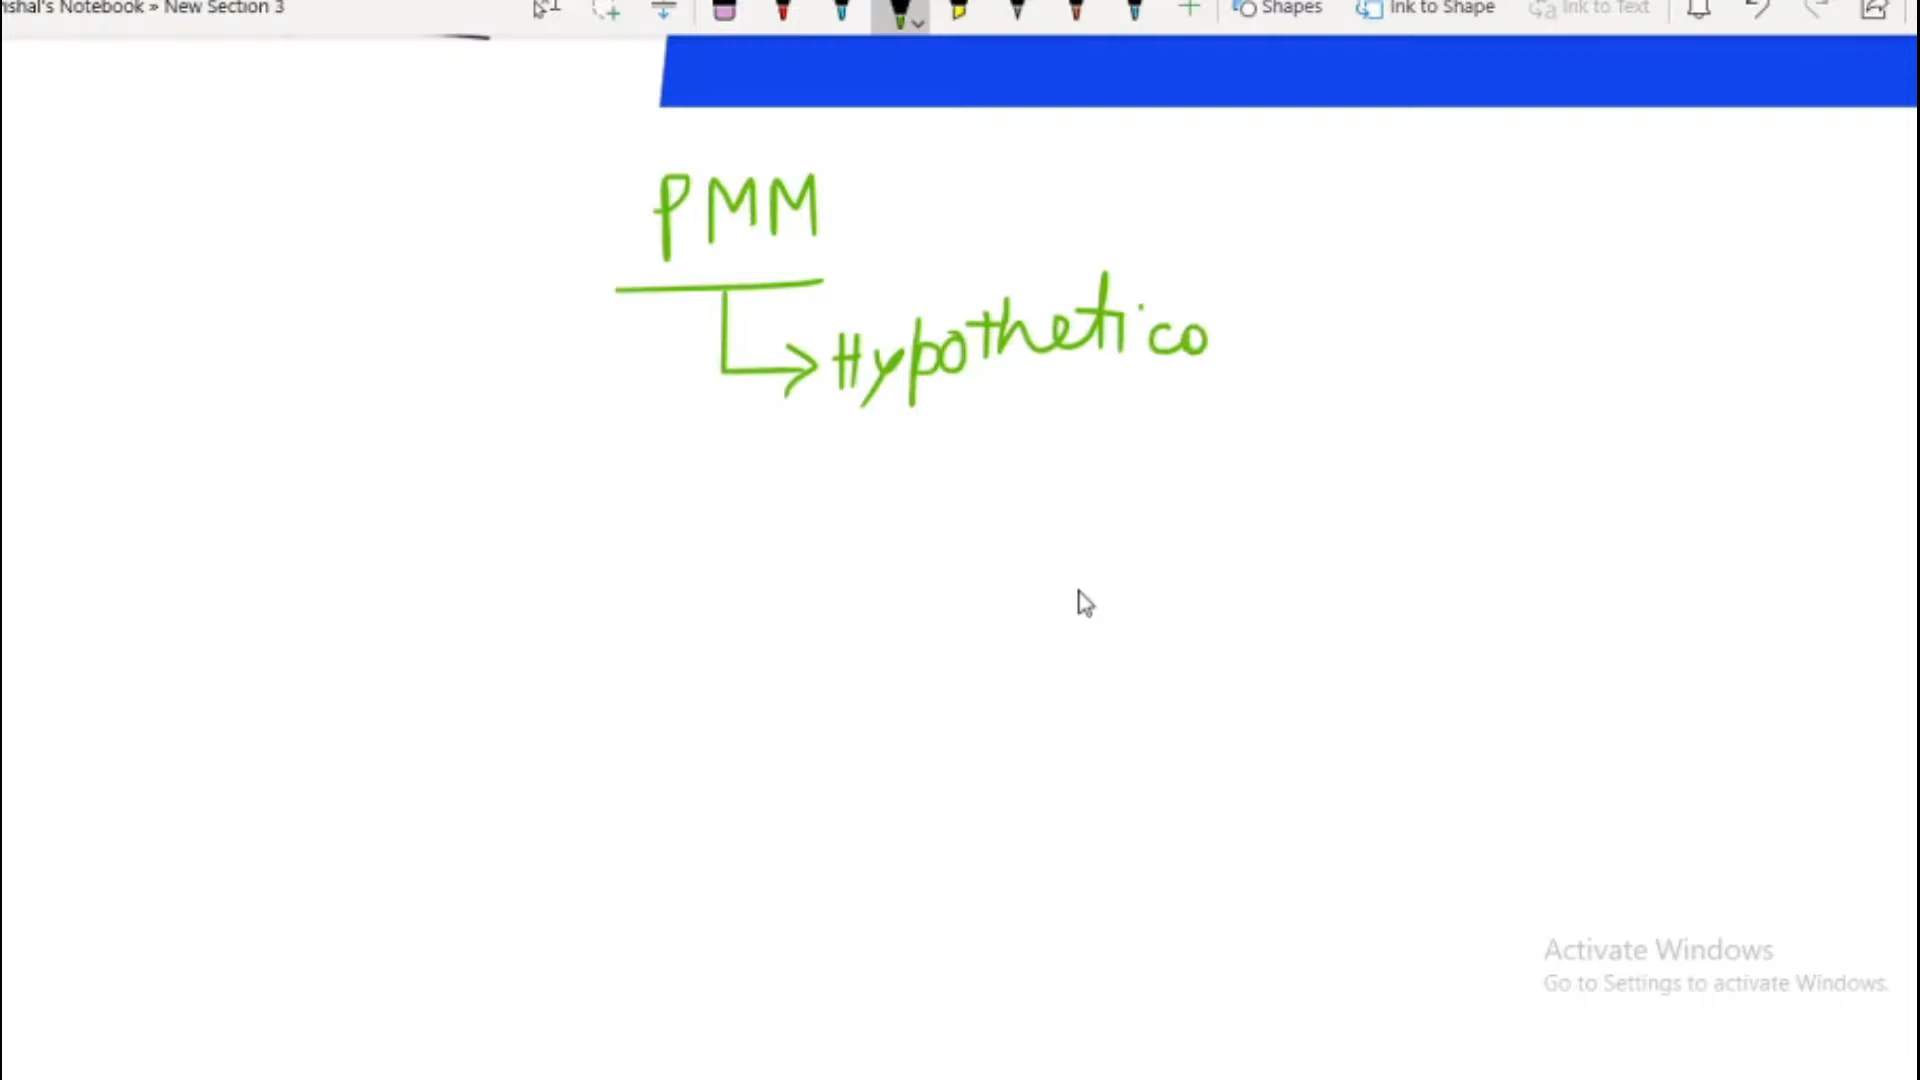 ishal's Notebook » New Section 3
Shapes
Ink to Shape
Ink to Text
PMM
Hypothetico
Activate Windows
Go to Settings to activate Windows.